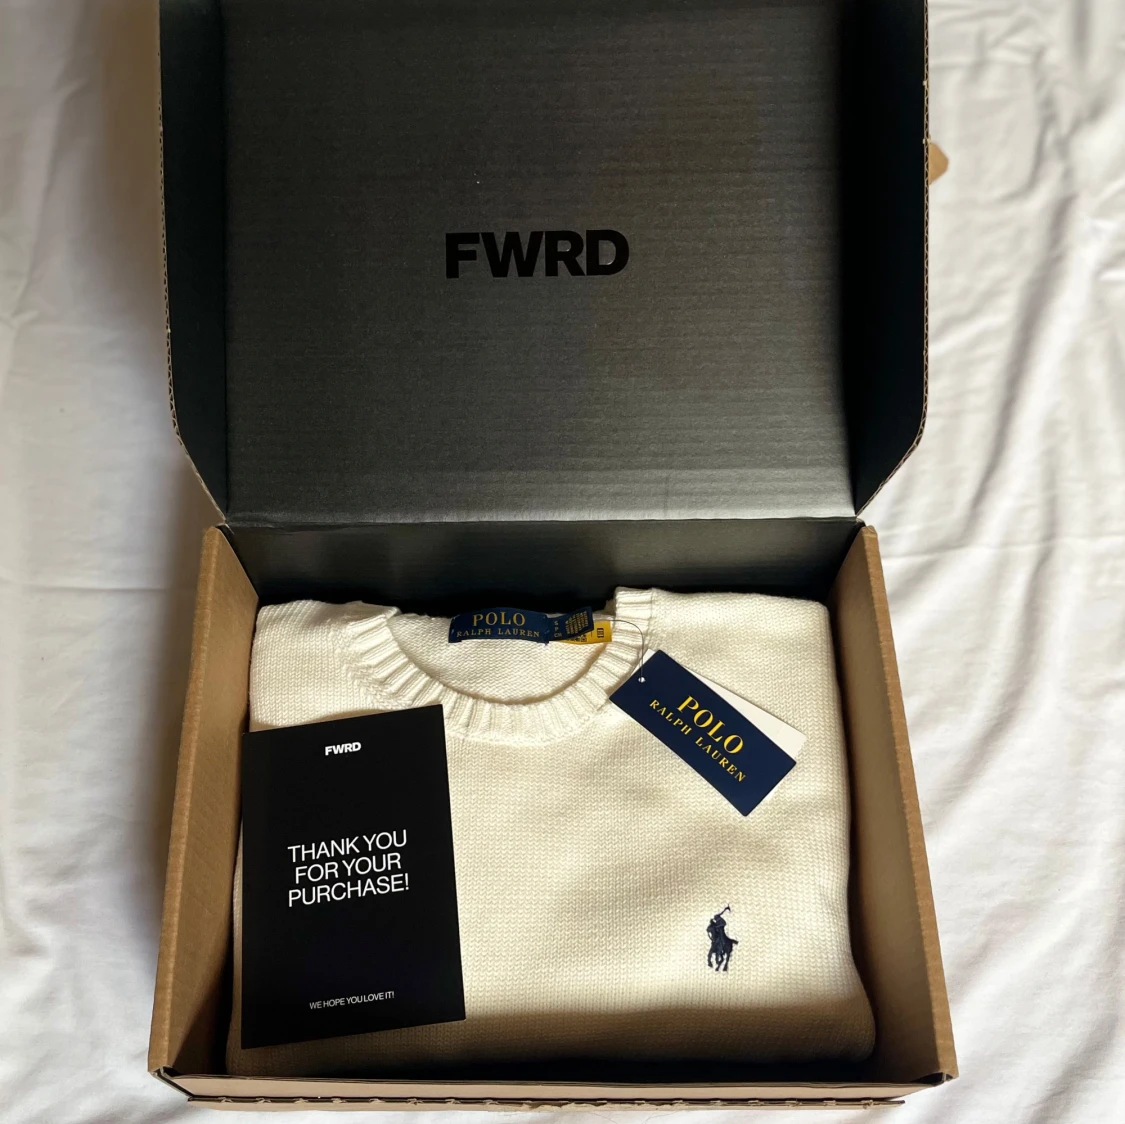 FWRD
POLO
RALPH LAUREN
POLO
RALPH LAUREN
FWRD
THANK YOU
FOR YOUR
PURCHASE!
WE HOPE YOU LOVE IT!